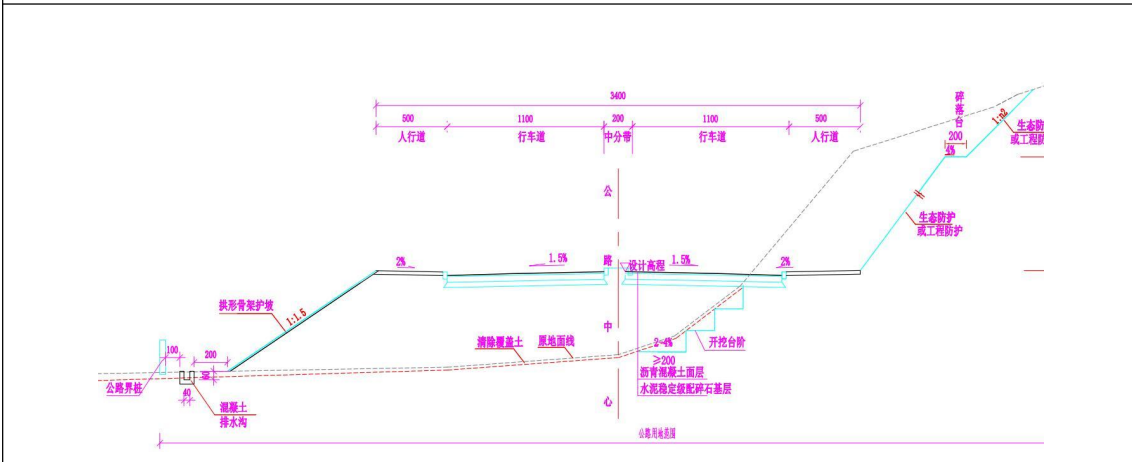 3400
500 1100 200 1100 500
人行道 行车道 中分带 行车道 人行道
碎落台
200
4%
1:n2
生态防
或工程防
生态防护
或工程防护
公路中心
2% 1.5% 设计高程 1.5% 2%
拱形骨架护坡
1:1.5
清除覆盖土 原地面线
2-4%
≥200
开挖台阶
沥青混凝土面层
水泥稳定级配碎石基层
100 200
公路界桩
40
混凝土
排水沟
公路用地范围